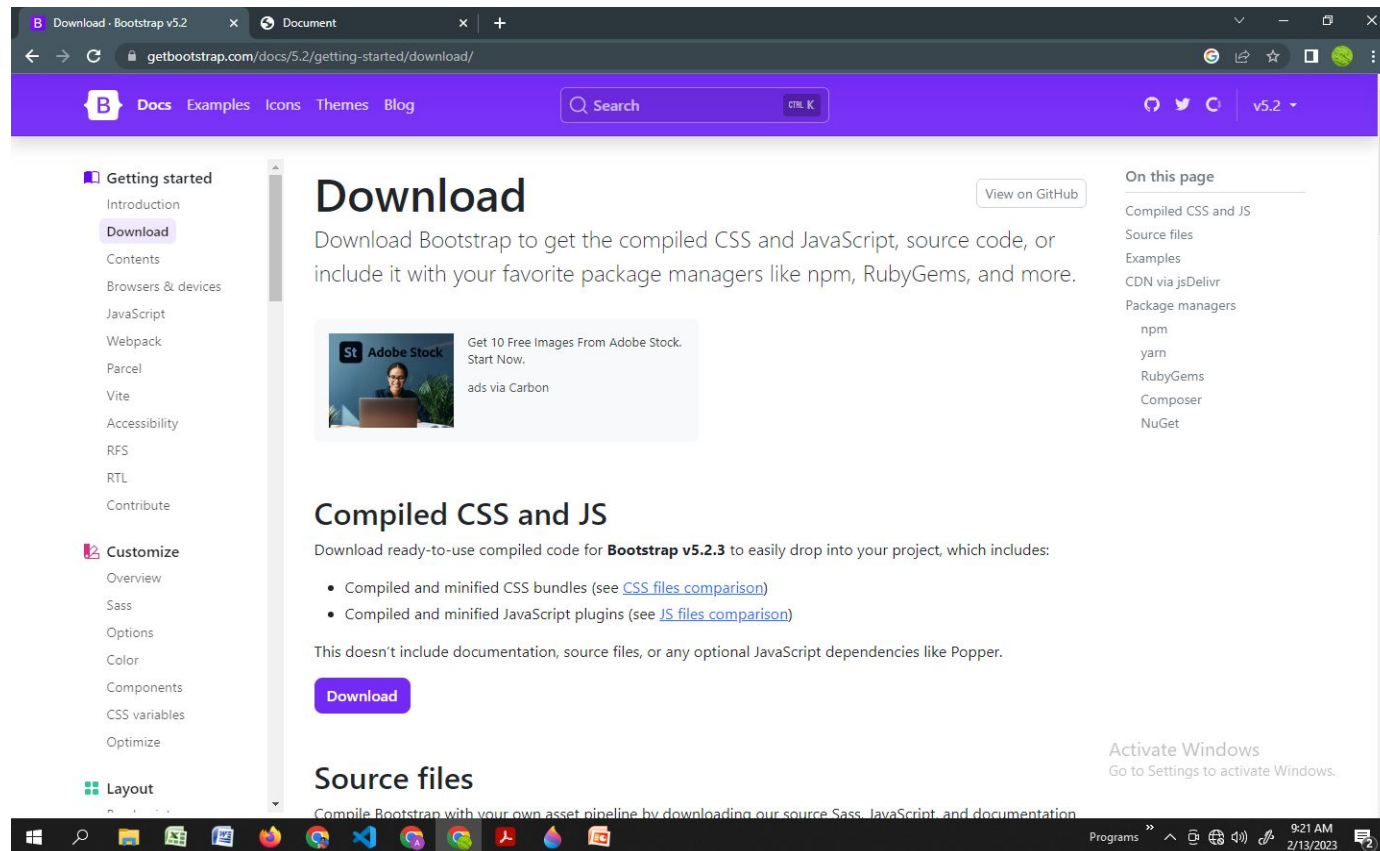 B Download · Bootstrap v5.2
Document
getbootstrap.com/docs/5.2/getting-started/download/
B Docs Examples Icons Themes Blog
Search
CTRL K
v5.2
Getting started
Introduction
Download
Contents
Browsers & devices
JavaScript
Webpack
Parcel
Vite
Accessibility
RFS
RTL
Contribute
Customize
Overview
Sass
Options
Color
Components
CSS variables
Optimize
Layout
Download
View on GitHub
Download Bootstrap to get the compiled CSS and JavaScript, source code, or
include it with your favorite package managers like npm, RubyGems, and more.
St Adobe Stock
Get 10 Free Images From Adobe Stock.
Start Now.
ads via Carbon
Compiled CSS and JS
Download ready-to-use compiled code for Bootstrap v5.2.3 to easily drop into your project, which includes:
• Compiled and minified CSS bundles (see CSS files comparison)
• Compiled and minified JavaScript plugins (see JS files comparison)
This doesn't include documentation, source files, or any optional JavaScript dependencies like Popper.
Download
Source files
Compile Bootstrap with your own asset pipeline by downloading our source Sass, JavaScript, and documentation
On this page
Compiled CSS and JS
Source files
Examples
CDN via jsDelivr
Package managers
npm
yarn
RubyGems
Composer
NuGet
Activate Windows
Go to Settings to activate Windows.
Programs
9:21 AM
2/13/2023
2